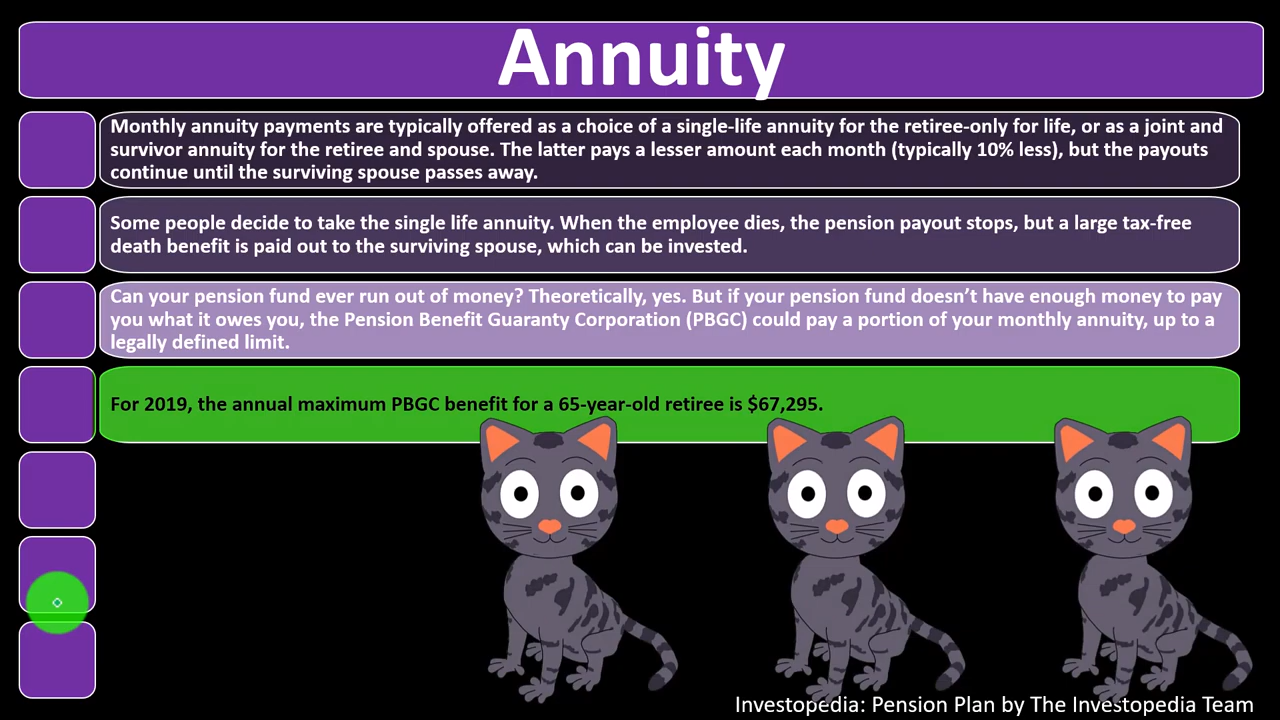 Annuity
Monthly annuity payments are typically offered as a choice of a single-life annuity for the retiree-only for life, or as a joint and
survivor annuity for the retiree and spouse. The latter pays a lesser amount each month (typically 10% less), but the payouts
continue until the surviving spouse passes away.
Some people decide to take the single life annuity. When the employee dies, the pension payout stops, but a large tax-free
death benefit is paid out to the surviving spouse, which can be invested.
Can your pension fund ever run out of money? Theoretically, yes. But if your pension fund doesn’t have enough money to pay
you what it owes you, the Pension Benefit Guaranty Corporation (PBGC) could pay a portion of your monthly annuity, up to a
legally defined limit.
For 2019, the annual maximum PBGC benefit for a 65-year-old retiree is $67,295.
Investopedia: Pension Plan by The Investopedia Team